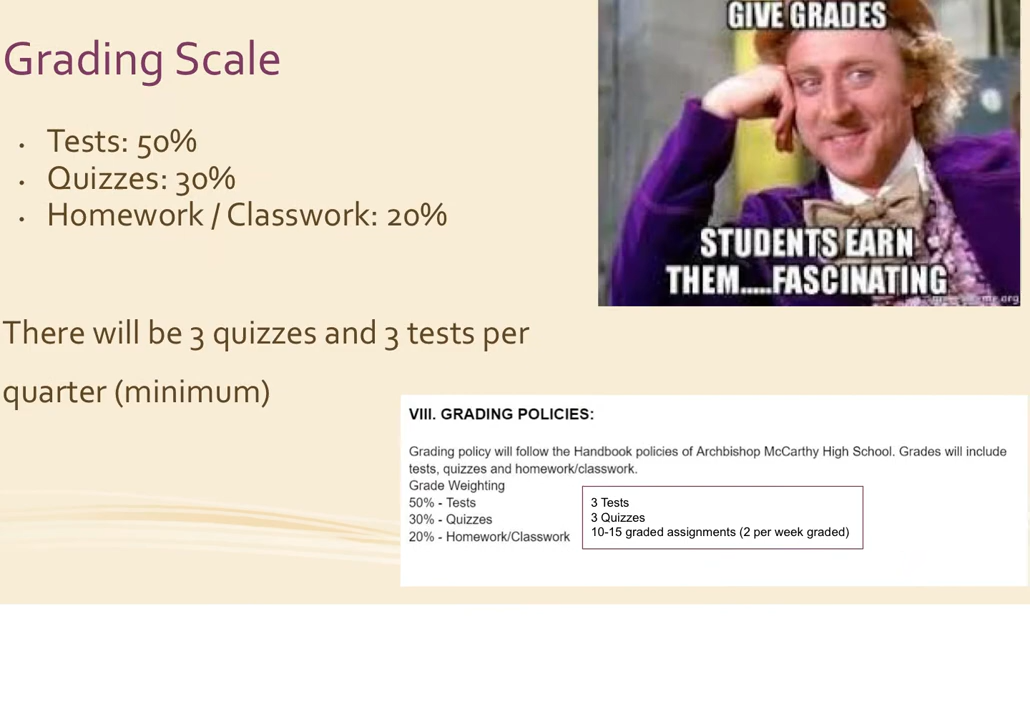 Grading Scale
• Tests: 50%
• Quizzes: 30%
• Homework / Classwork: 20%
There will be 3 quizzes and 3 tests per
quarter (minimum)
GIVE GRADES
STUDENTS EARN
THEM.....FASCINATING
VIII. GRADING POLICIES:
Grading policy will follow the Handbook policies of Archbishop McCarthy High School. Grades will include
tests, quizzes and homework/classwork.
Grade Weighting
50% - Tests
30% - Quizzes
20% - Homework/Classwork
3 Tests
3 Quizzes
10-15 graded assignments (2 per week graded)